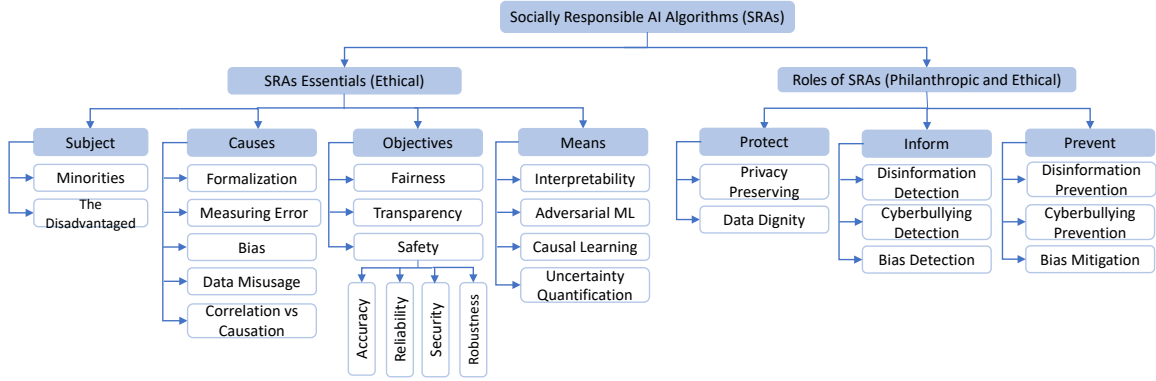 Socially Responsible AI Algorithms (SRAs)
SRAs Essentials (Ethical)
Roles of SRAs (Philanthropic and Ethical)
Subject
Minorities
The
Disadvantaged
Causes
Formalization
Measuring Error
Bias
Data Misusage
Correlation vs
Causation
Objectives
Fairness
Transparency
Safety
Accuracy
Reliability
Security
Robustness
Means
Interpretability
Adversarial ML
Causal Learning
Uncertainty
Quantification
Protect
Privacy
Preserving
Data Dignity
Inform
Disinformation
Detection
Cyberbullying
Detection
Bias Detection
Prevent
Disinformation
Prevention
Cyberbullying
Prevention
Bias Mitigation